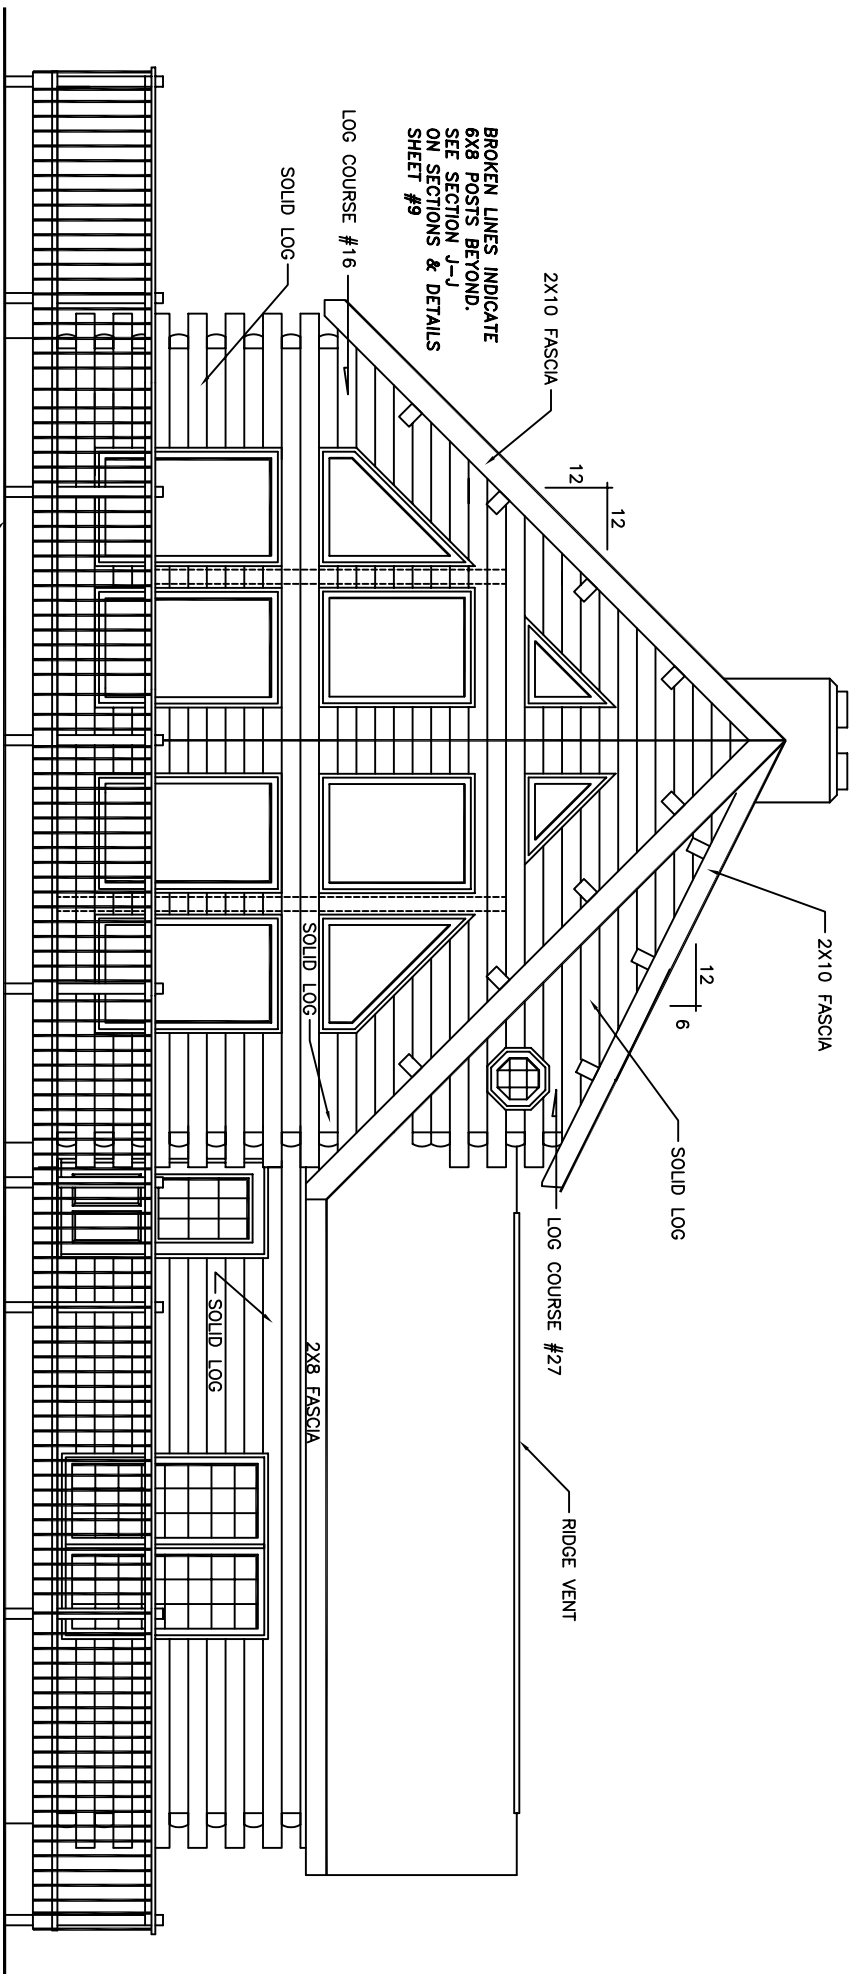 2X10 FASCIA
12
6
SOLID LOG
LOG COURSE #27
RIDGE VENT
12
12
2X10 FASCIA
BROKEN LINES INDICATE
6X8 POSTS BEYOND.
SEE SECTION J-J
ON SECTIONS & DETAILS
SHEET #9
LOG COURSE #16
SOLID LOG
SOLID LOG
2X8 FASCIA
SOLID LOG